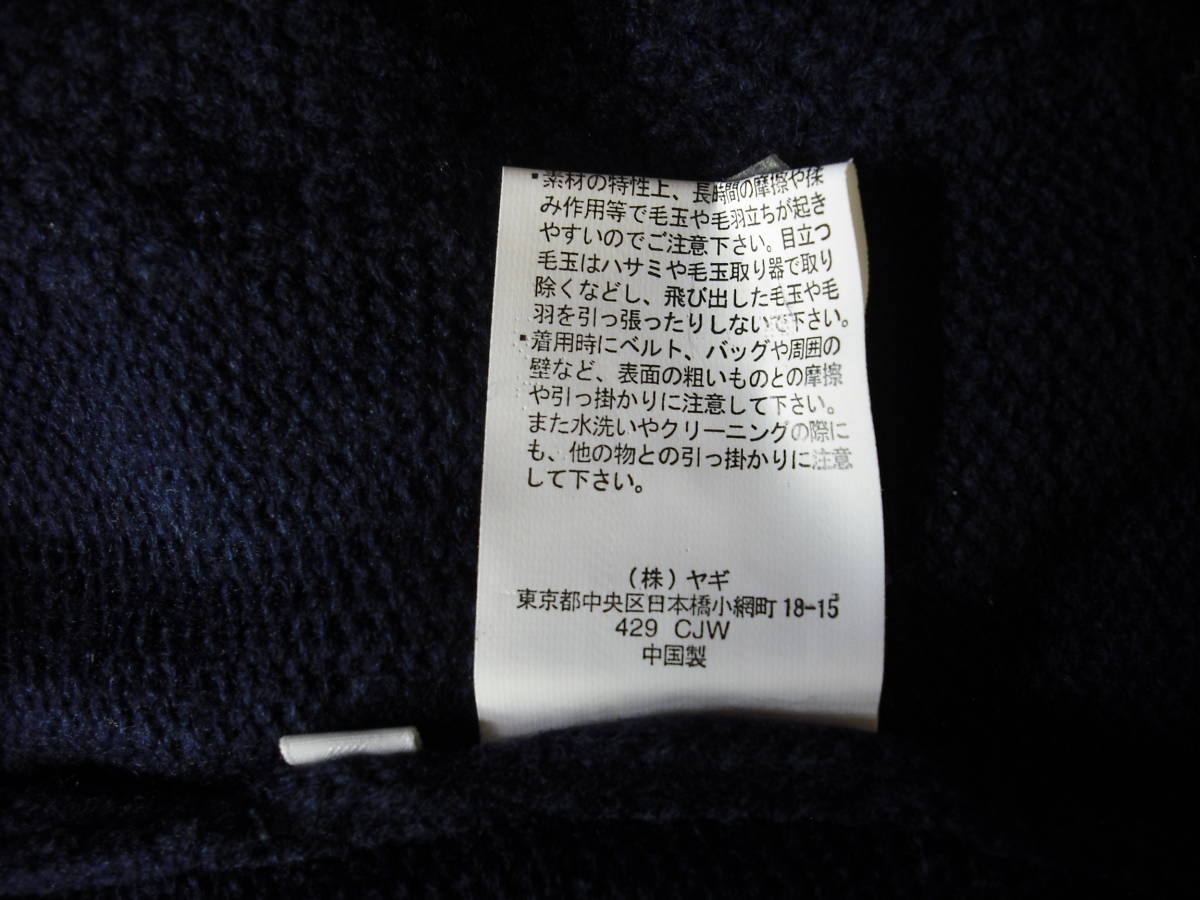 ・素材の特性上、長時間の摩擦や揉
み作用等で毛玉や毛羽立ちが起き
やすいのでご注意下さい。目立つ
毛玉はハサミや毛玉取り器で取り
除くなどし、飛び出した毛玉や毛
羽を引っ張ったりしないで下さい。
・着用時にベルト、バッグや周囲の
壁など、表面の粗いものとの摩擦
や引っ掛かりに注意して下さい。
また水洗いやクリーニングの際に
も、他の物との引っ掛かりに注意
して下さい。
(株)ヤギ
東京都中央区日本橋小網町18-15
429 CJW
中国製